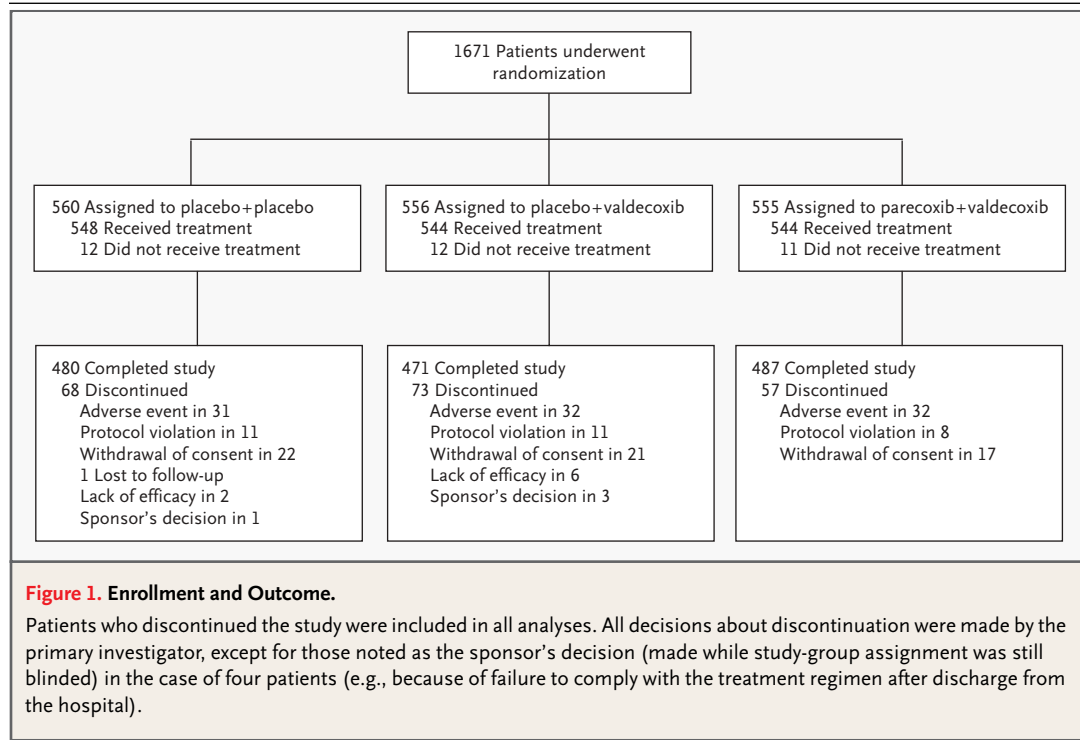 1671 Patients underwent
randomization
560 Assigned to placebo+placebo
548 Received treatment
12 Did not receive treatment
556 Assigned to placebo+valdecoxib
544 Received treatment
12 Did not receive treatment
555 Assigned to parecoxib+valdecoxib
544 Received treatment
11 Did not receive treatment
480 Completed study
68 Discontinued
Adverse event in 31
Protocol violation in 11
Withdrawal of consent in 22
1 Lost to follow-up
Lack of efficacy in 2
Sponsor’s decision in 1
471 Completed study
73 Discontinued
Adverse event in 32
Protocol violation in 11
Withdrawal of consent in 21
Lack of efficacy in 6
Sponsor’s decision in 3
487 Completed study
57 Discontinued
Adverse event in 32
Protocol violation in 8
Withdrawal of consent in 17
Figure 1. Enrollment and Outcome.
Patients who discontinued the study were included in all analyses. All decisions about discontinuation were made by the
primary investigator, except for those noted as the sponsor’s decision (made while study-group assignment was still
blinded) in the case of four patients (e.g., because of failure to comply with the treatment regimen after discharge from
the hospital).